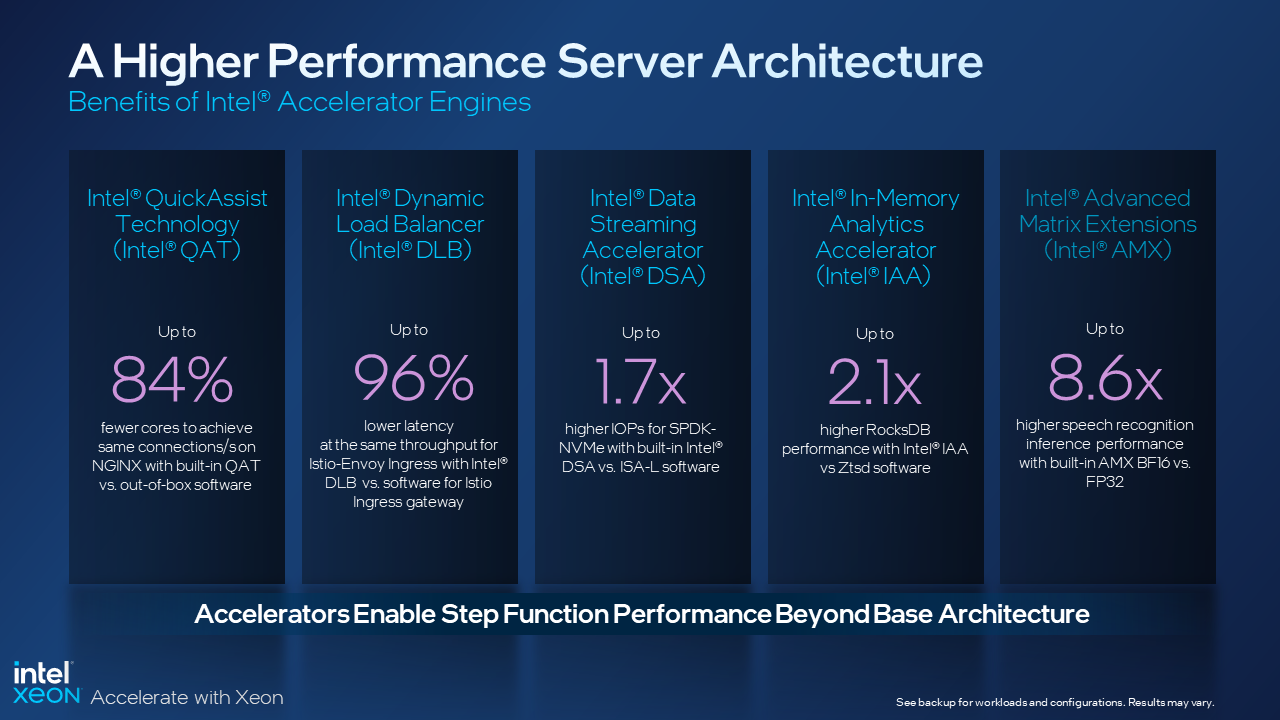 A Higher Performance Server Architecture
Benefits of Intel® Accelerator Engines
Intel® QuickAssist
Technology
(Intel® QAT)
Up to
84%
fewer cores to achieve
same connections/s on
NGINX with built-in QAT
vs. out-of-box software
Intel® Dynamic
Load Balancer
(Intel® DLB)
Up to
96%
lower latency
at the same throughput for
Istio-Envoy Ingress with Intel®
DLB vs. software for Istio
Ingress gateway
Intel® Data
Streaming
Accelerator
(Intel® DSA)
Up to
1.7x
higher IOPs for SPDK-
NVMe with built-in Intel®
DSA vs. ISA-L software
Intel® In-Memory
Analytics
Accelerator
(Intel® IAA)
Up to
2.1x
higher RocksDB
performance with Intel® IAA
vs Ztsd software
Intel® Advanced
Matrix Extensions
(Intel® AMX)
Up to
8.6x
higher speech recognition
inference performance
with built-in AMX BF16 vs.
FP32
Accelerators Enable Step Function Performance Beyond Base Architecture
intel®
xeon
Accelerate with Xeon
See backup for workloads and configurations. Results may vary.